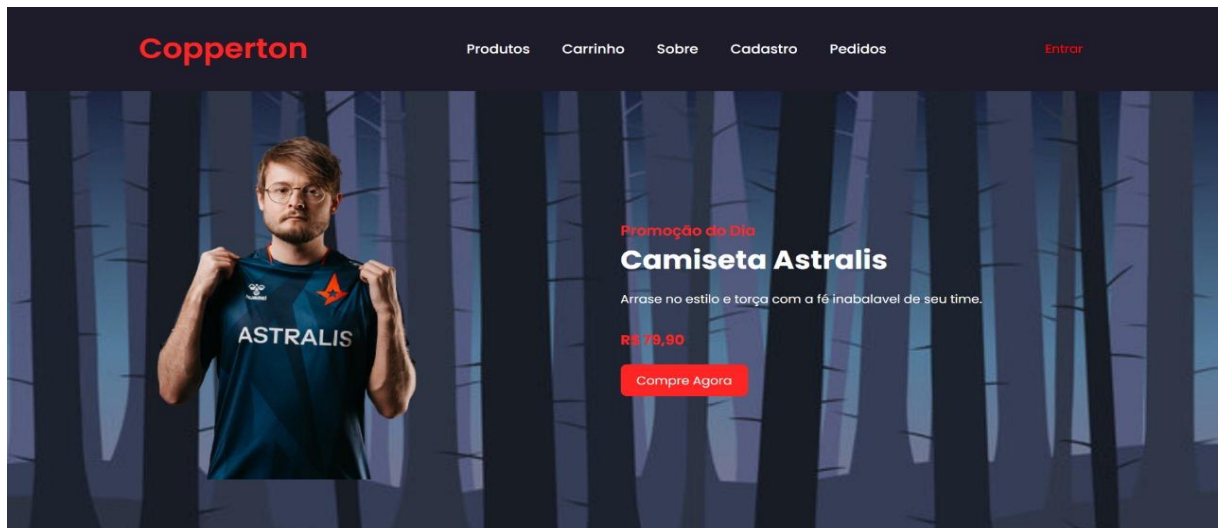 Copperton
Produtos Carrinho Sobre Cadastro Pedidos
Entrar
Promoção do Dia
Camiseta Astralis
Arrase no estilo e torça com a fé inabalavel de seu time.
R$ 79,90
Compre Agora
ASTRALIS